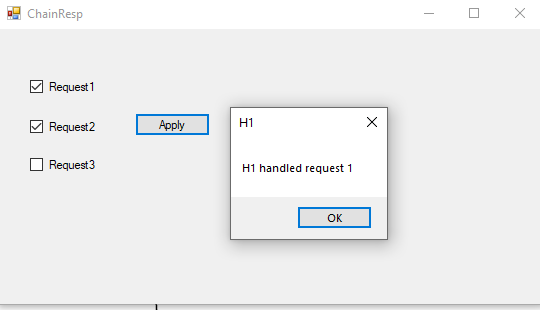 ChainResp
Request1
Request2
Apply
Request3
H1
H1 handled request 1
OK